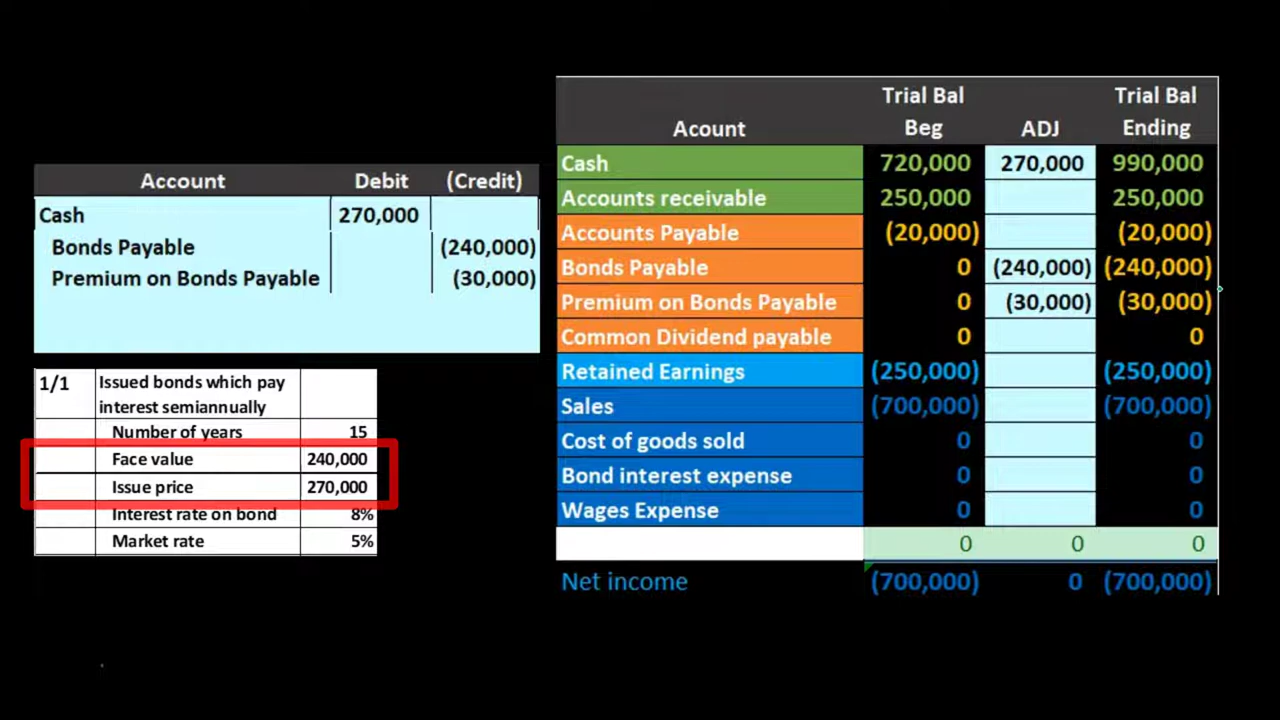 Account Debit (Credit)
Cash 270,000
Bonds Payable (240,000)
Premium on Bonds Payable (30,000)
1/1 Issued bonds which pay
interest semiannually
Number of years 15
Face value 240,000
Issue price 270,000
Interest rate on bond 8%
Market rate 5%
Trial Bal Trial Bal
Acount Beg ADJ Ending
Cash 720,000 270,000 990,000
Accounts receivable 250,000 250,000
Accounts Payable (20,000) (20,000)
Bonds Payable 0 (240,000) (240,000)
Premium on Bonds Payable 0 (30,000) (30,000)
Common Dividend payable 0 0
Retained Earnings (250,000) (250,000)
Sales (700,000) (700,000)
Cost of goods sold 0 0
Bond interest expense 0 0
Wages Expense 0 0
0 0 0
Net income (700,000) 0 (700,000)